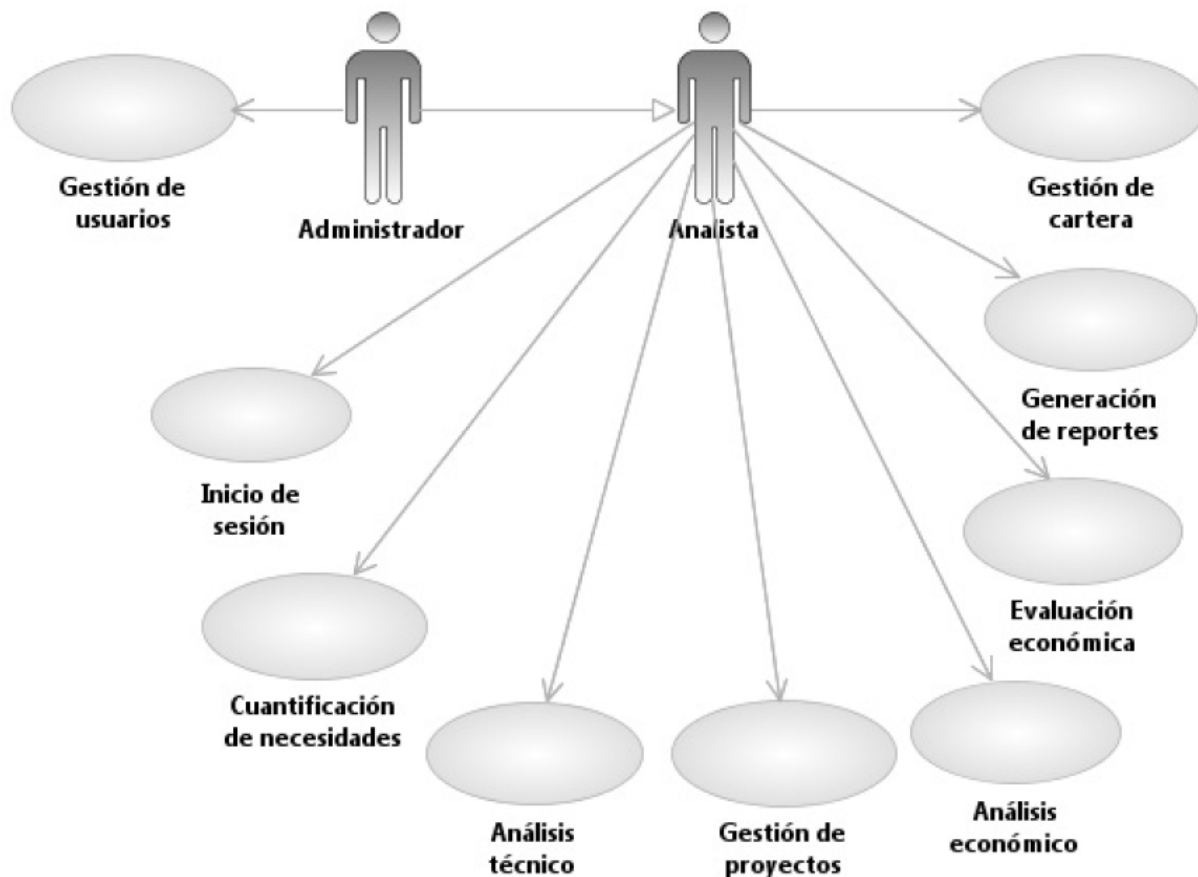 Gestión de
usuarios
Administrador
Analista
Gestión de
cartera
Generación
de reportes
Inicio de
sesión
Evaluación
económica
Cuantificación
de necesidades
Análisis
técnico
Gestión de
proyectos
Análisis
económico